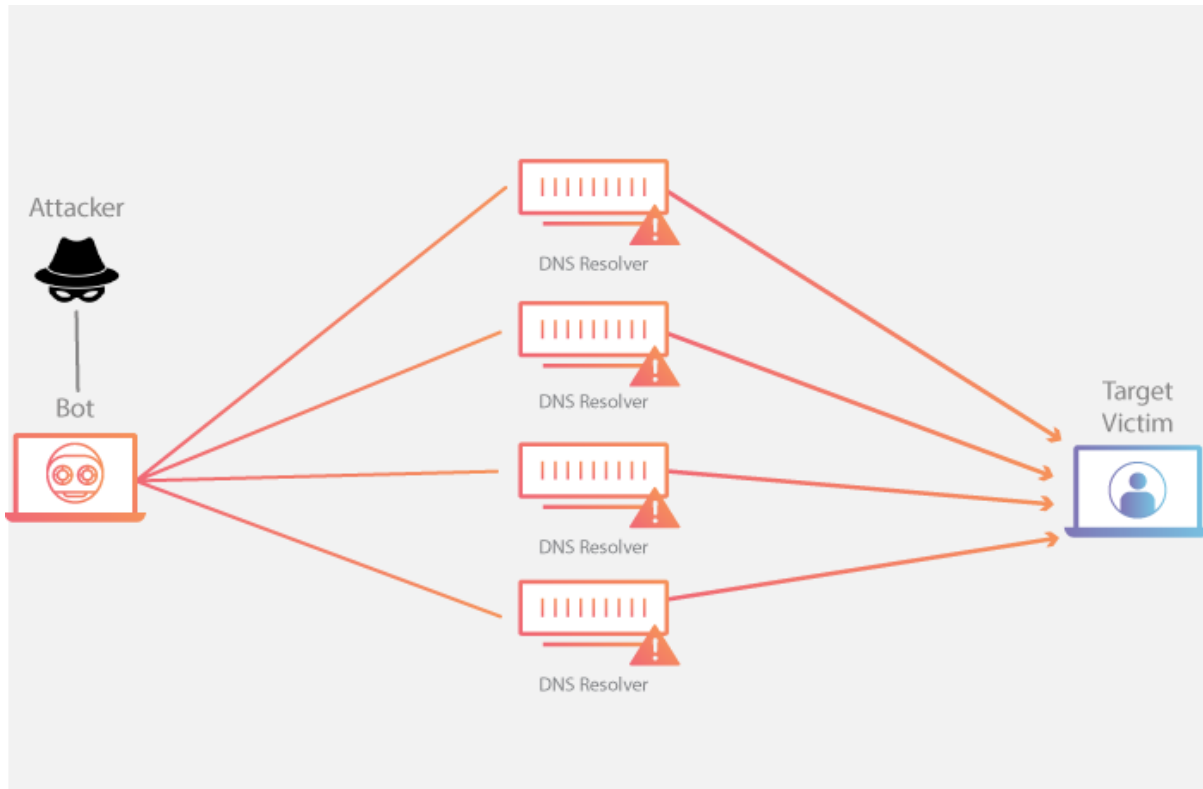 Attacker
Bot
DNS Resolver
DNS Resolver
DNS Resolver
DNS Resolver
Target
Victim